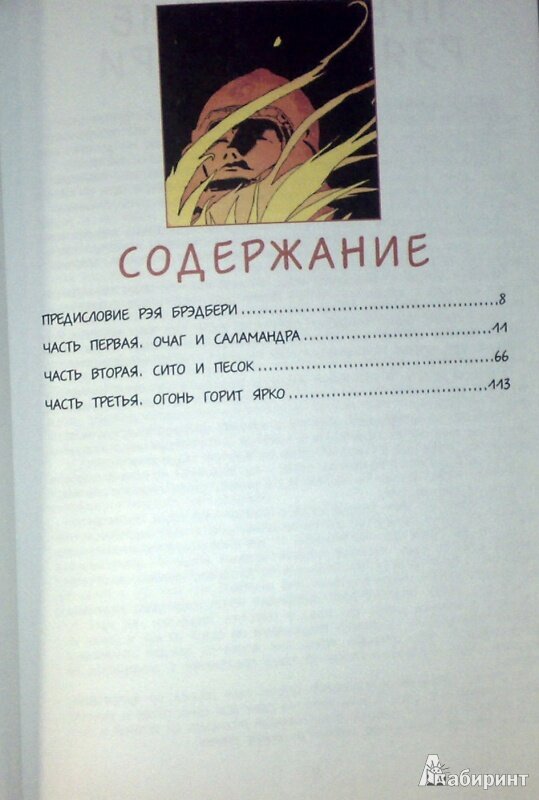 СОДЕРЖАНИЕ
ПРЕДИСЛОВИЕ РЭЯ БРЭДБЕРИ........................................8
ЧАСТЬ ПЕРВАЯ. ОЧАГ И САЛАМАНДРА.............................11
ЧАСТЬ ВТОРАЯ. СИТО И ПЕСОК.....................................66
ЧАСТЬ ТРЕТЬЯ. ОГОНЬ ГОРИТ ЯРКО...............................113
Лабиринт